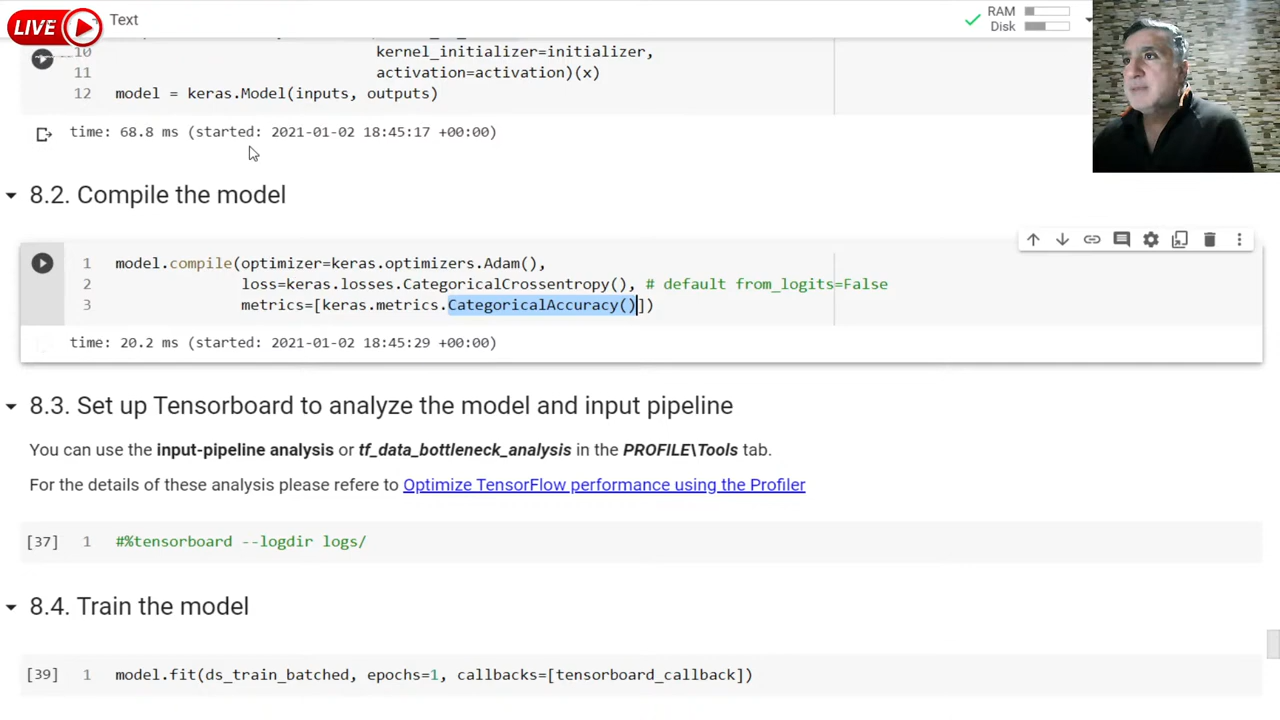 LIVE
Text
RAM
Disk
10 kernel_initializer=initializer,
11 activation=activation)(x)
12 model = keras.Model(inputs, outputs)
time: 68.8 ms (started: 2021-01-02 18:45:17 +00:00)
8.2. Compile the model
1 model.compile(optimizer=keras.optimizers.Adam(),
2 loss=keras.losses.CategoricalCrossentropy(), # default from_logits=False
3 metrics=[keras.metrics.CategoricalAccuracy()])
time: 20.2 ms (started: 2021-01-02 18:45:29 +00:00)
8.3. Set up Tensorboard to analyze the model and input pipeline
You can use the input-pipeline analysis or tf_data_bottleneck_analysis in the PROFILE\Tools tab.
For the details of these analysis please refere to Optimize TensorFlow performance using the Profiler
[37] 1 #%tensorboard --logdir logs/
8.4. Train the model
[39] 1 model.fit(ds_train_batched, epochs=1, callbacks=[tensorboard_callback])